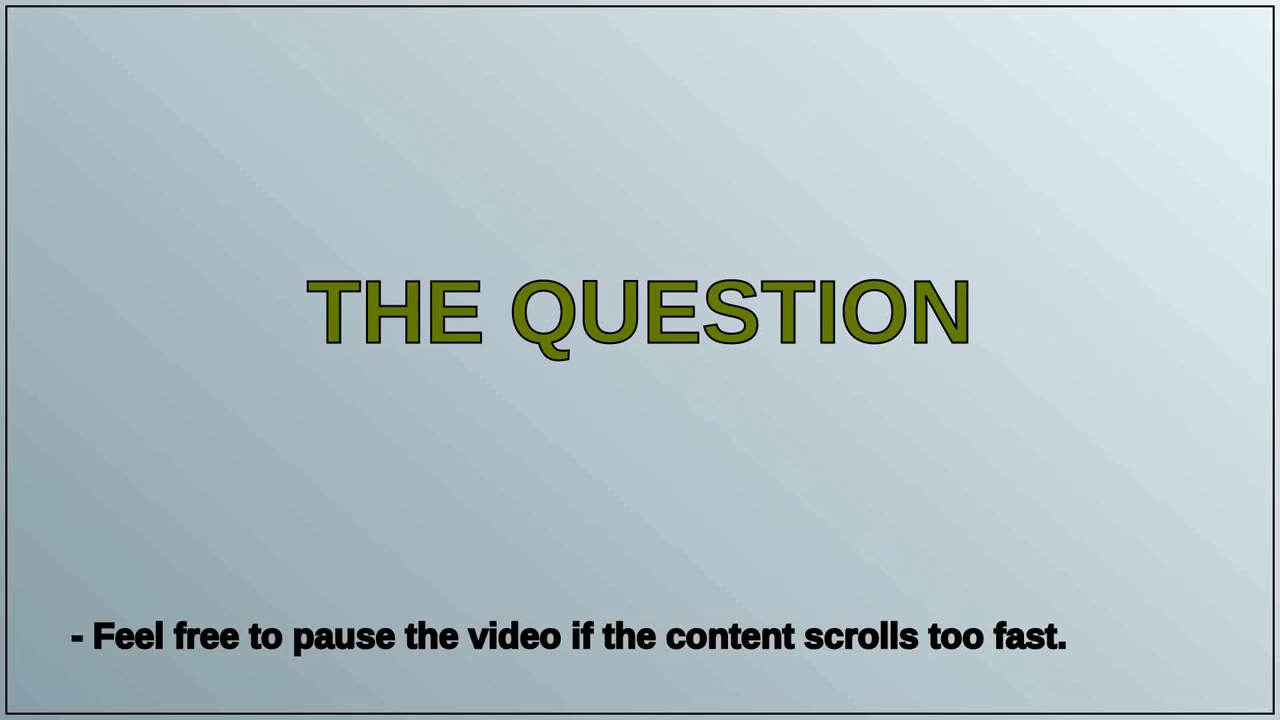 THE QUESTION
- Feel free to pause the video if the content scrolls too fast.